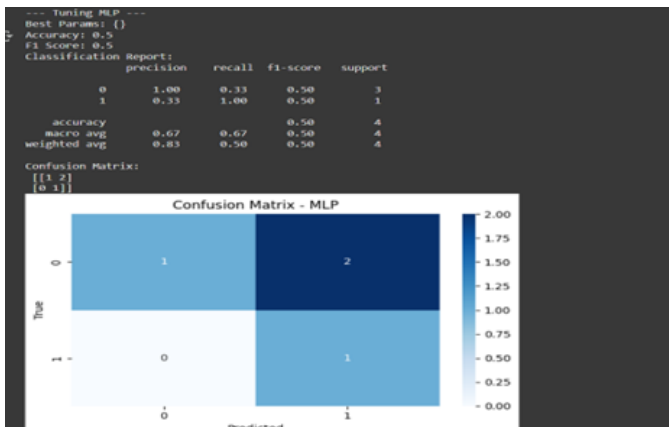 --- Tuning MLP ---
Best Params: {}
Accuracy: 0.5
F1 Score: 0.5
Classification Report:
precision recall f1-score support
0 1.00 0.33 0.50 3
1 0.33 1.00 0.50 1
accuracy 0.50 4
macro avg 0.67 0.67 0.50 4
weighted avg 0.83 0.50 0.50 4
Confusion Matrix:
[[1 2]
[0 1]]
Confusion Matrix - MLP
2.00
1.75
1.50
1.25
1.00
0.75
0.50
0.25
0.00
True
0
1
1 2
0 1
0 1
Predicted